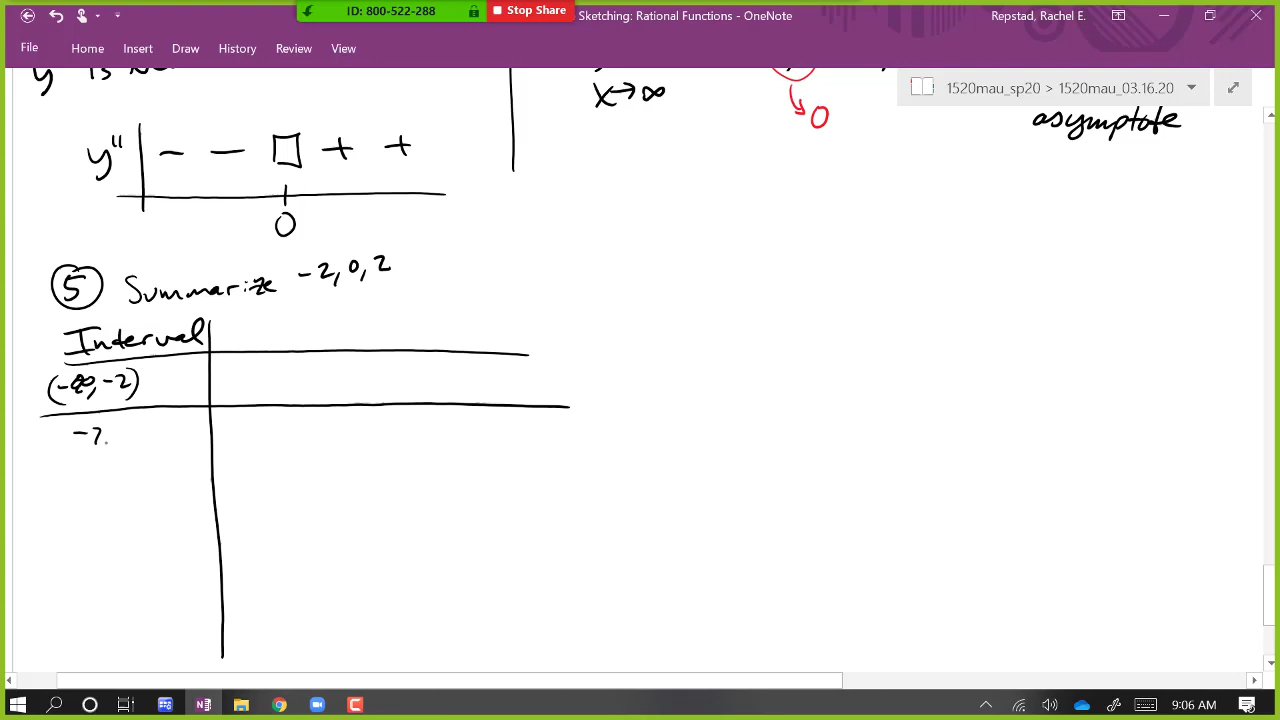 ID: 800-522-288
Stop Share
Sketching: Rational Functions - OneNote
Repstad, Rachel E.
File Home Insert Draw History Review View
1520mau_sp20 > 1520mau_03.16.20
y is
x→∞
0
asymptote
y" - - □ + +
0
⑤ Summarize -2, 0, 2
Interval
(-∞, -2)
-2
9:06 AM